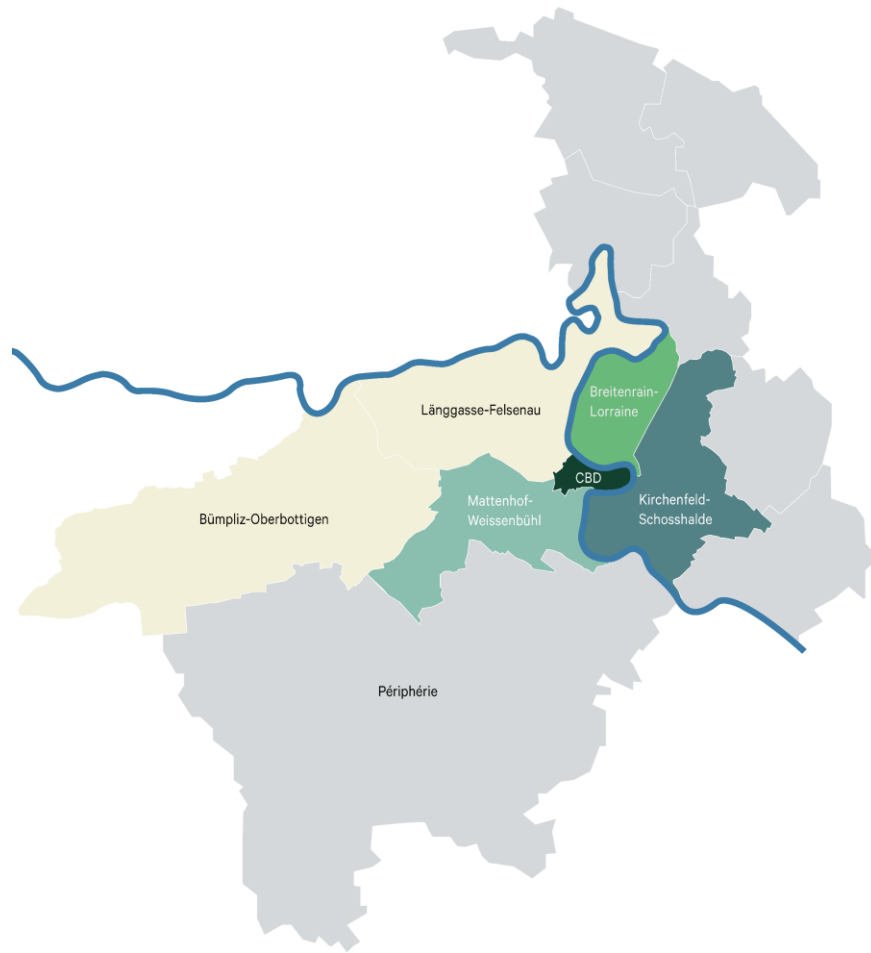 Breitenrain-
Lorraine
Länggasse-Felsenau
CBD
Mattenhof-
Weissenbühl
Kirchenfeld-
Schosshalde
Bümpliz-Oberbottigen
Périphérie